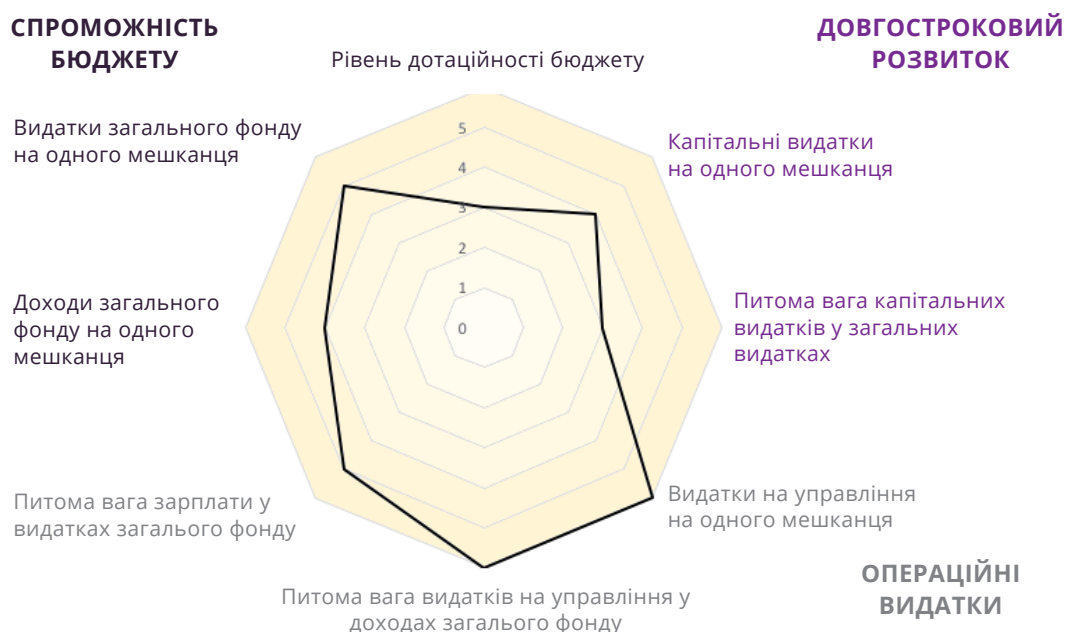 СПРОМОЖНІСТЬ
БЮДЖЕТУ
ДОВГОСТРОКОВИЙ
РОЗВИТОК
Рівень дотаційності бюджету
Видатки загального фонду
на одного мешканця
Капітальні видатки
на одного мешканця
5
4
3
2
1
0
Доходи загального
фонду на одного
мешканця
Питома вага капітальних
видатків у загальних
видатках
Питома вага зарплати у
видатках загалього фонду
Видатки на управління
на одного мешканця
Питома вага видатків на управління у
доходах загалього фонду
ОПЕРАЦІЙНІ
ВИДАТКИ